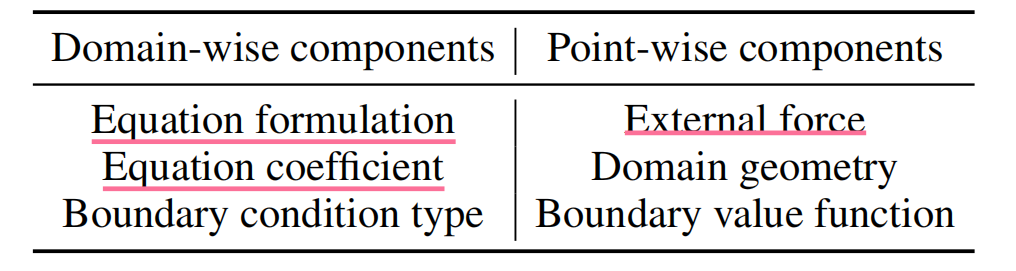 Domain-wise components Point-wise components
Equation formulation External force
Equation coefficient Domain geometry
Boundary condition type Boundary value function